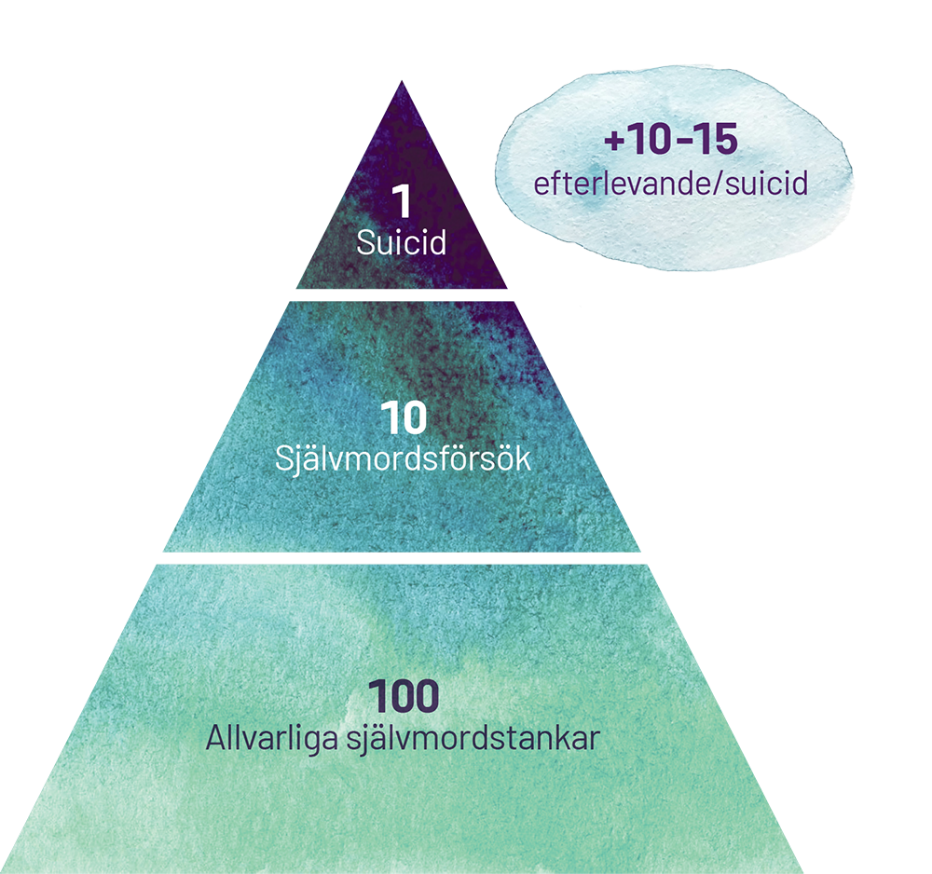 +10-15
efterlevande/suicid
1
Suicid
10
Självmordsförsök
100
Allvarliga självmordstankar